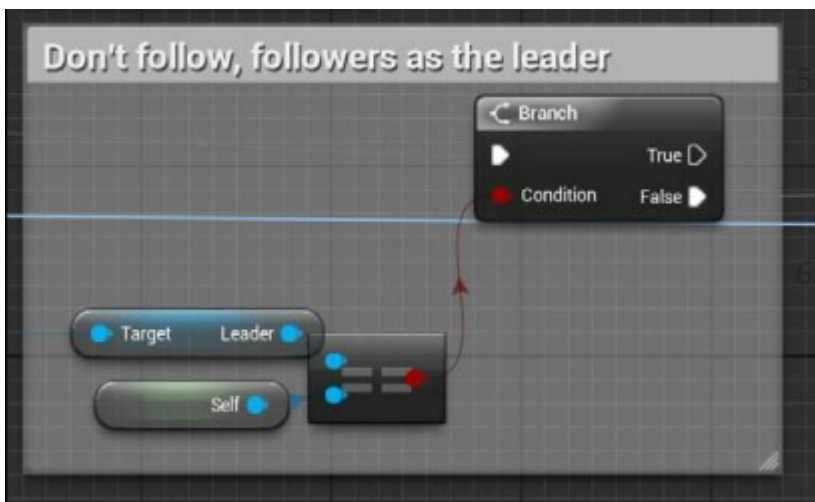 Don't follow, followers as the leader
Branch
True
Condition False
Target Leader
==
Self